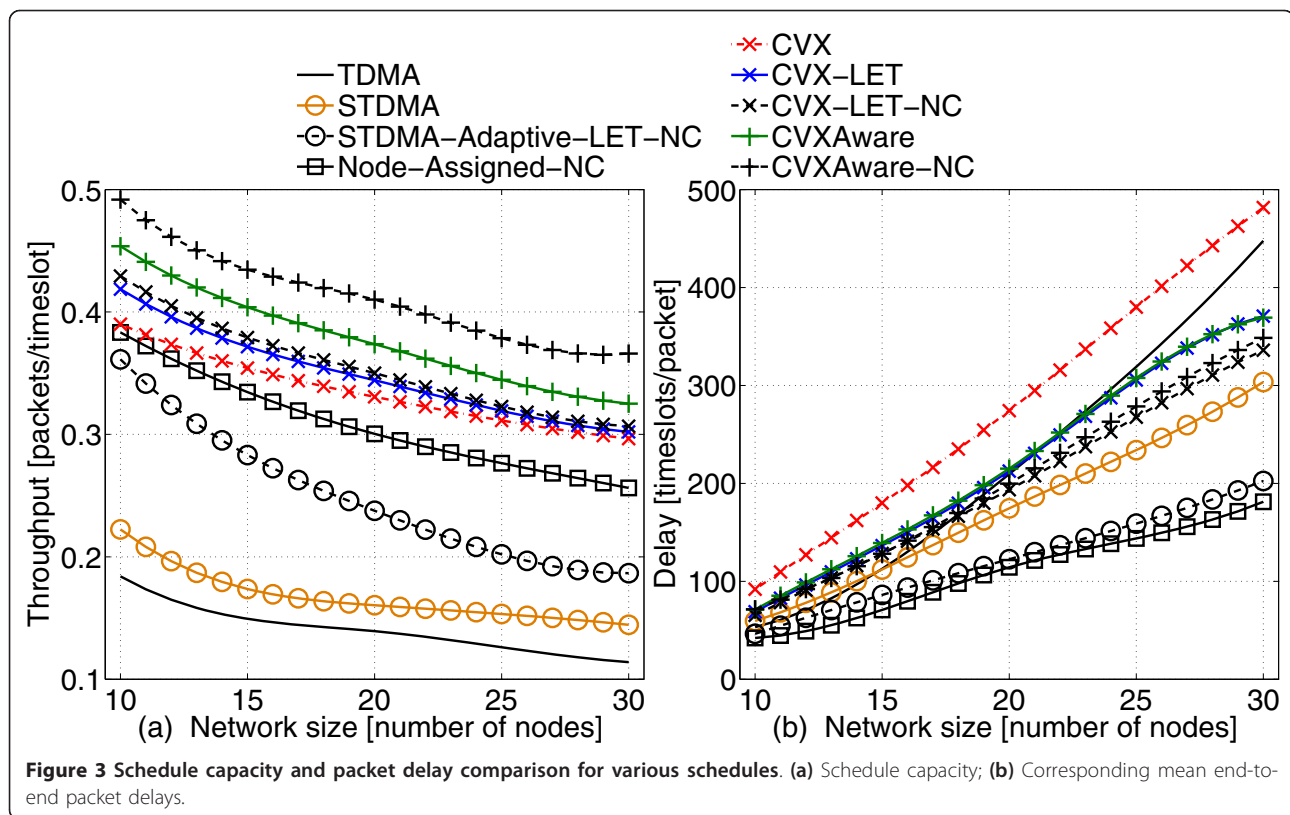 TDMA
STDMA
STDMA−Adaptive−LET−NC
Node−Assigned−NC
CVX
CVX−LET
CVX−LET−NC
CVXAware
CVXAware−NC
0.5
0.4
0.3
0.2
0.1
Throughput [packets/timeslot]
10 15 20 25 30
(a) Network size [number of nodes]
500
400
300
200
100
0
Delay [timeslots/packet]
10 15 20 25 30
(b) Network size [number of nodes]
Figure 3 Schedule capacity and packet delay comparison for various schedules. (a) Schedule capacity; (b) Corresponding mean end-to-
end packet delays.